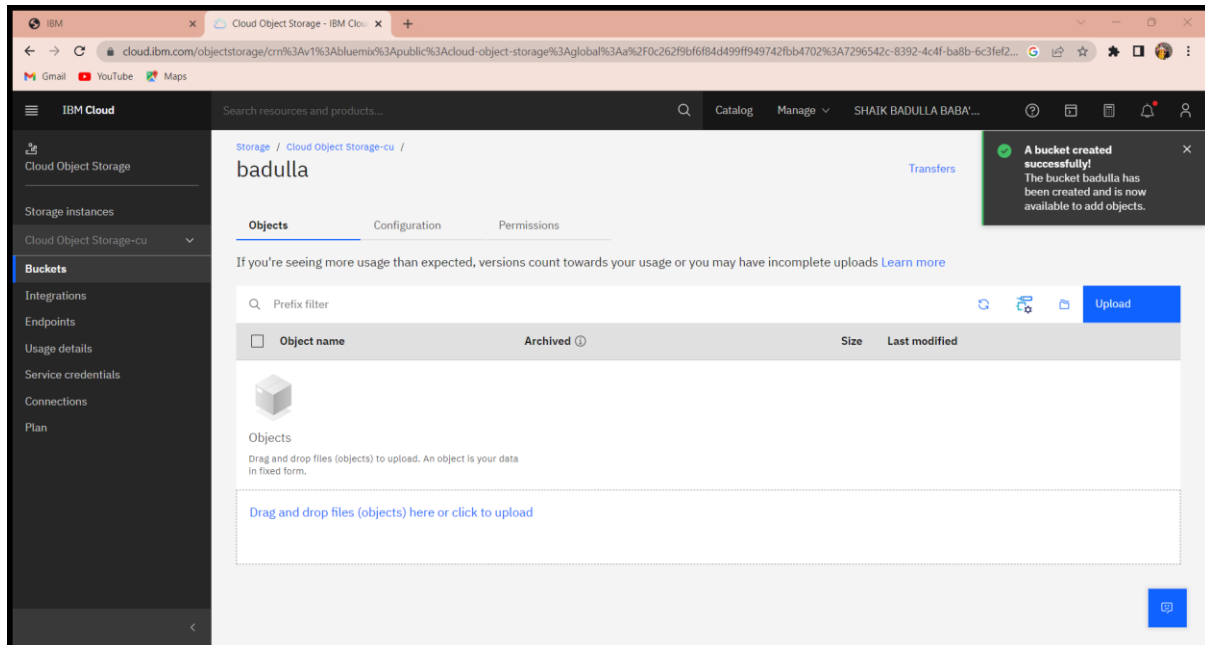 IBM
Cloud Object Storage - IBM Clou
cloud.ibm.com/objectstorage/crn%3Av1%3Abluemix%3Apublic%3Acloud-object-storage%3Aglobal%3Aa%2F0c262f9bf6f84d499ff949742fbb4702%3A7296542c-8392-4c4f-ba8b-6c3fef2...
Gmail YouTube Maps
IBM Cloud
Search resources and products...
Catalog
Manage
SHAIK BADULLA BABA'...
Cloud Object Storage
Storage instances
Cloud Object Storage-cu
Buckets
Integrations
Endpoints
Usage details
Service credentials
Connections
Plan
Storage / Cloud Object Storage-cu /
badulla
Transfers
A bucket created
successfully!
The bucket badulla has
been created and is now
available to add objects.
Objects Configuration Permissions
If you're seeing more usage than expected, versions count towards your usage or you may have incomplete uploads Learn more
Prefix filter
Upload
Object name Archived Size Last modified
Objects
Drag and drop files (objects) to upload. An object is your data
in fixed form.
Drag and drop files (objects) here or click to upload